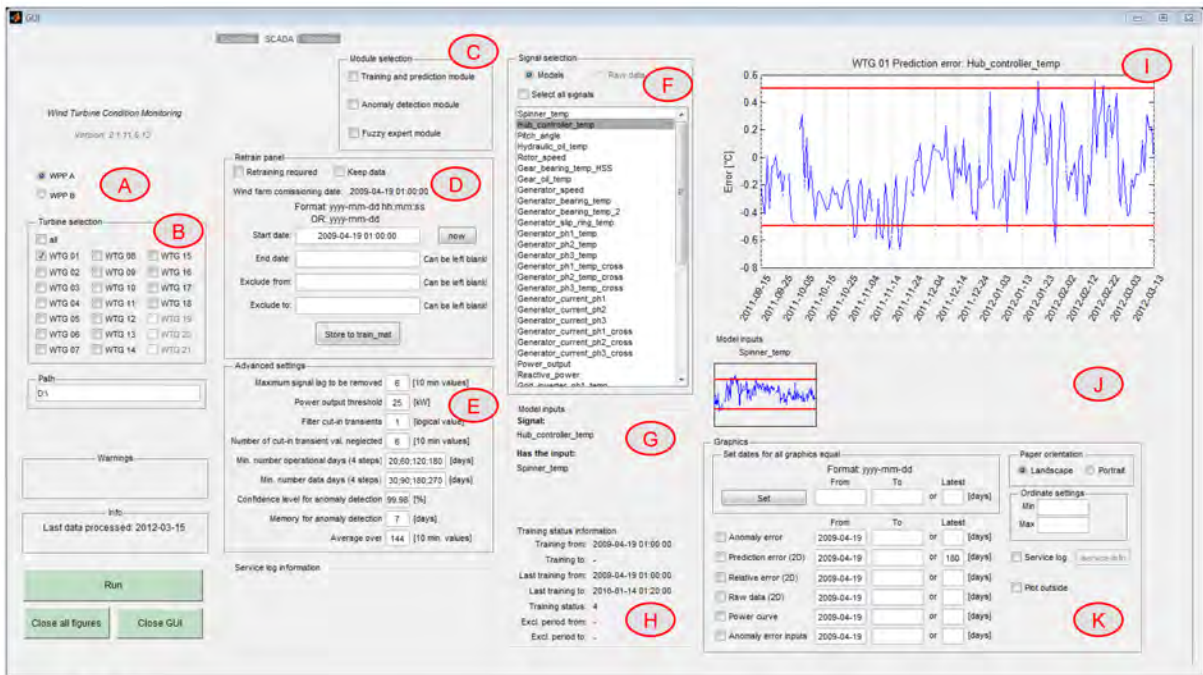 GUI
SCADA
Wind Turbine Condition Monitoring
WPP A
WPP B
A
Turbine selection
B
all
WTG 01 WTG 08 WTG 15
WTG 02 WTG 09 WTG 16
WTG 03 WTG 10 WTG 17
WTG 04 WTG 11 WTG 18
WTG 05 WTG 12 WTG 19
WTG 06 WTG 13 WTG 20
WTG 07 WTG 14 WTG 21
Path
D:\
Warnings
Info
Last data processed: 2012-03-15
Run
Close all figures
Close GUI
Module selection
C
Training and prediction module
Anomaly detection module
Fuzzy expert module
Retrain panel
Retraining required Keep data
D
Wind farm comissioning date: 2009-04-19 01:00:00
Format: yyyy-mm-dd hh:mm:ss
OR: yyyy-mm-dd
Start date: 2009-04-19 01:00:00 now
End date: Can be left blank!
Exclude from: Can be left blank!
Exclude to: Can be left blank!
Store to train_mat
Advanced settings
E
Maximum signal lag to be removed 6 [10 min values]
Power output threshold 25 [kW]
Filter cut-in transients 1 [logical value]
Number of cut-in transient val. neglected 6 [10 min values]
Min. number operational days (4 steps) 20;60;120;180 [days]
Min. number data days (4 steps) 30;90;180;270 [days]
Confidence level for anomaly detection 99.98 [%]
Memory for anomaly detection 7 [days]
Average over 144 [10 min. values]
Service log information
Signal selection
Models Raw data
F
Select all signals
Spinner_temp
Hub_controller_temp
Pitch_angle
Hydraulic_oil_temp
Rotor_speed
Gear_bearing_temp_HSS
Gear_oil_temp
Generator_speed
Generator_bearing_temp
Generator_bearing_temp_2
Generator_slip_ring_temp
Generator_ph1_temp
Generator_ph2_temp
Generator_ph3_temp
Generator_ph1_temp_cross
Generator_ph2_temp_cross
Generator_ph3_temp_cross
Generator_current_ph1
Generator_current_ph2
Generator_current_ph3
Generator_current_ph1_cross
Generator_current_ph2_cross
Generator_current_ph3_cross
Power_output
Reactive_power
Grid_inverter_ph1_temp
Model inputs
Signal:
Hub_controller_temp
G
Has the input:
Spinner_temp
Training status information
Training from: 2009-04-19 01:00:00
Training to: -
Last training from: 2009-04-19 01:00:00
Last training to: 2010-01-14 01:20:00
Training status: 4
H
Excl. period from: -
Excl. period to: -
WTG 01 Prediction error: Hub_controller_temp
I
Error [°C]
0.6
0.4
0.2
0
-0.2
-0.4
-0.6
-0.8
2011-09-15
2011-09-25
2011-10-05
2011-10-15
2011-10-25
2011-11-04
2011-11-14
2011-11-24
2011-12-04
2011-12-14
2011-12-24
2012-01-03
2012-01-13
2012-01-23
2012-02-02
2012-02-12
2012-02-22
2012-03-03
2012-03-13
Model inputs
Spinner_temp
J
Graphics
Set dates for all graphics equal
Format: yyyy-mm-dd
From To Latest
Set or [days]
From To Latest
Anomaly error 2009-04-19 or [days]
Prediction error (2D) 2009-04-19 or 180 [days]
Relative error (2D) 2009-04-19 or [days]
Raw data (2D) 2009-04-19 or [days]
Power curve 2009-04-19 or [days]
Anomaly error inputs 2009-04-19 or [days]
Paper orientation
Landscape Portrait
Ordinate settings
Min
Max
Service log
Plot outside
K